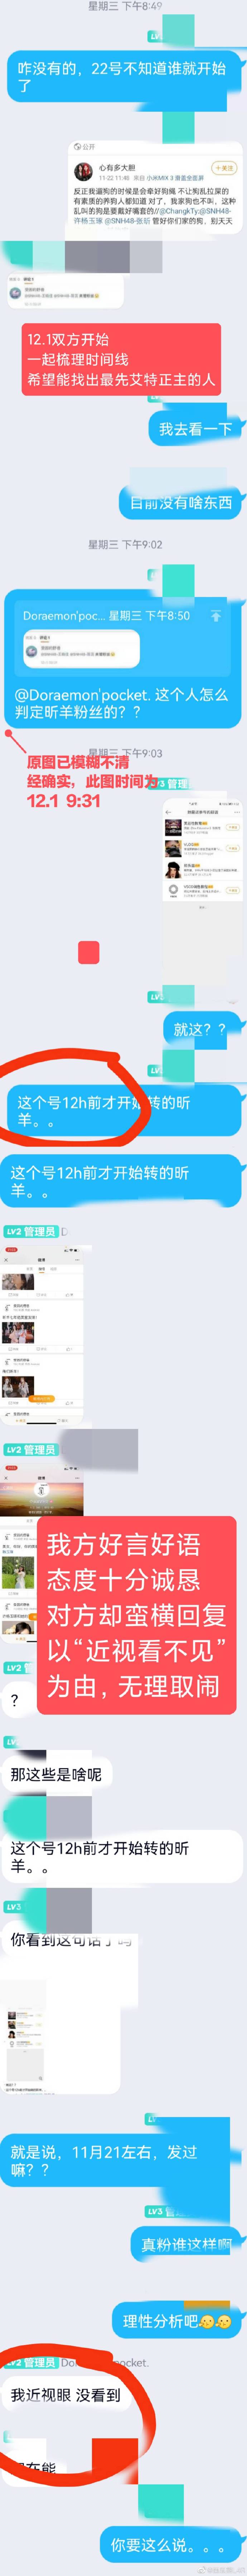 星期三 下午8:49
咋没有的，22号不知道谁就开始
了
公开
心有多大胆
+关注
11-22 11:46 来自 小米MIX 3 滑盖全面屏
反正我遛狗的时候是会牵好狗绳 不让狗乱拉屎的
有素质的养狗人都知道 对了，我家狗也不叫，这种
乱叫的狗是要戴好嘴套的//@ChangkTy:@SNH48-
许杨玉琢 @SNH48-张昕 管好你们家的狗，别天天
12.1双方开始
一起梳理时间线
希望能找出最先艾特正主的人
我去看一下
目前没有啥东西
星期三 下午9:02
Doraemon'poc... 星期三 下午8:50
@Doraemon'pocket. 这个人怎么
判定昕羊粉丝的？？
星期三 下午9:03
原图已模糊不清
经确实，此图时间为
12.1 9:31
就这？？
这个号12h前才开始转的昕
羊。。
这个号12h前才开始转的昕
羊。。
LV2 管理员
LV2 管理员
我方好言好语
态度十分诚恳
对方却蛮横回复
以“近视看不见”
为由，无理取闹
LV2
？
那这些是啥呢
这个号12h前才开始转的昕
羊。。
LV3
你看到这句话了吗
就是说，11月21左右，发过
嘛？？
LV3
真粉谁这样啊
理性分析吧
管理员
我近视眼 没看到
现在能
你要这么说。。。